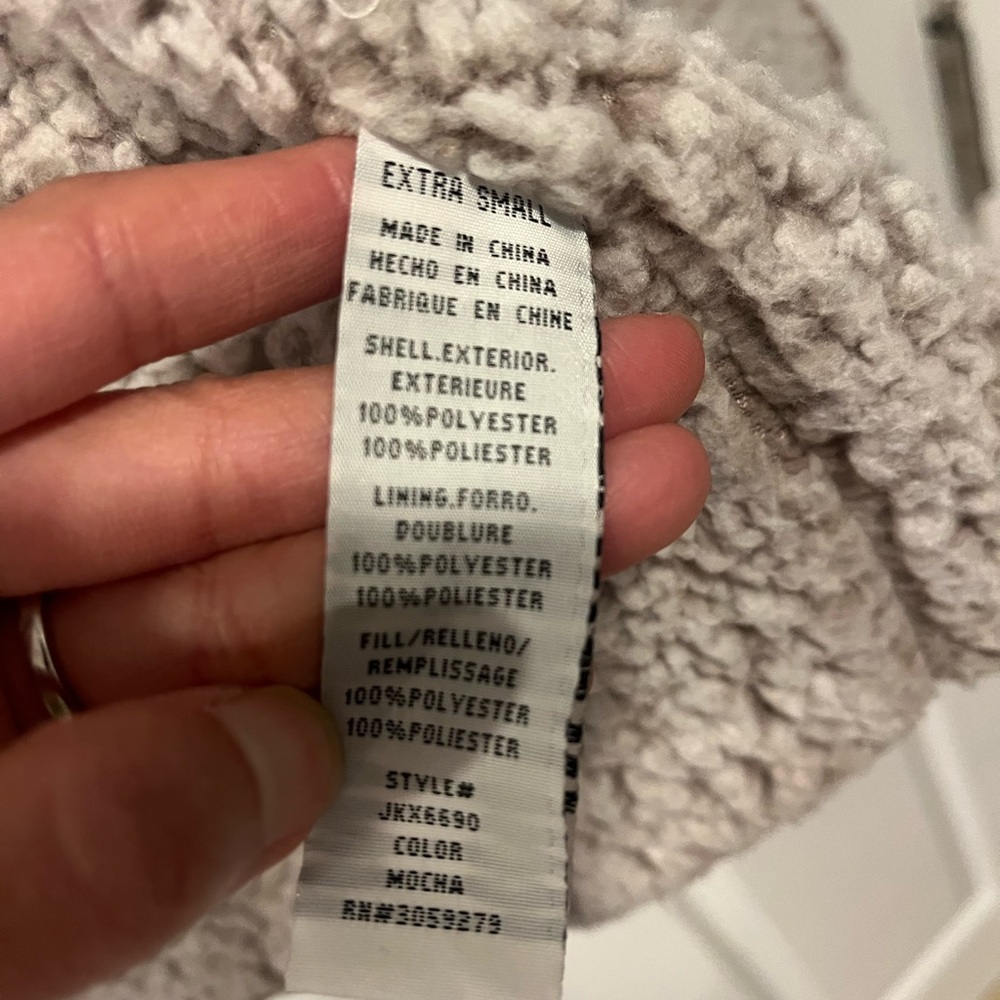 EXTRA SMALL
MADE IN CHINA
HECHO EN CHINA
FABRIQUE EN CHINE
SHELL.EXTERIOR.
EXTERIEURE
100%POLYESTER
100%POLIESTER
LINING.FORRO.
DOUBLURE
100%POLYESTER
100%POLIESTER
FILL/RELLENO/
REMPLISSAGE
100%POLYESTER
100%POLIESTER
STYLE#
JKX6690
COLOR
MOCHA
RN#3059279